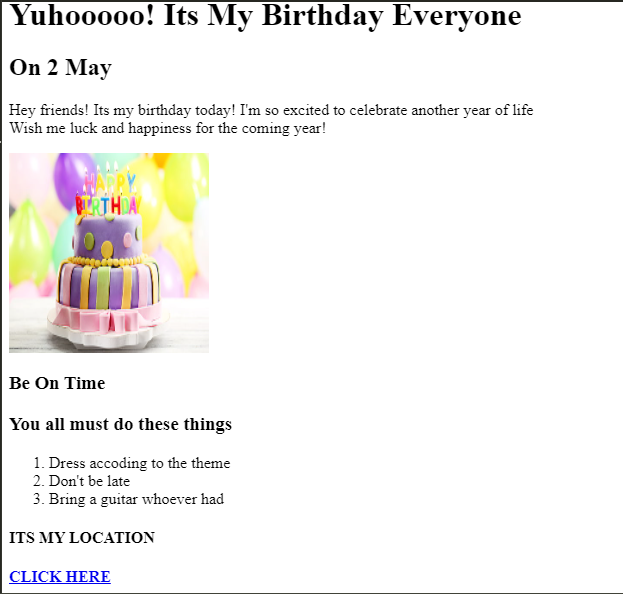 Yuhooooo! Its My Birthday Everyone
On 2 May
Hey friends! Its my birthday today! I'm so excited to celebrate another year of life
Wish me luck and happiness for the coming year!
HAPPY
BIRTHDAY
Be On Time
You all must do these things
1. Dress accoding to the theme
2. Don't be late
3. Bring a guitar whoever had
ITS MY LOCATION
CLICK HERE